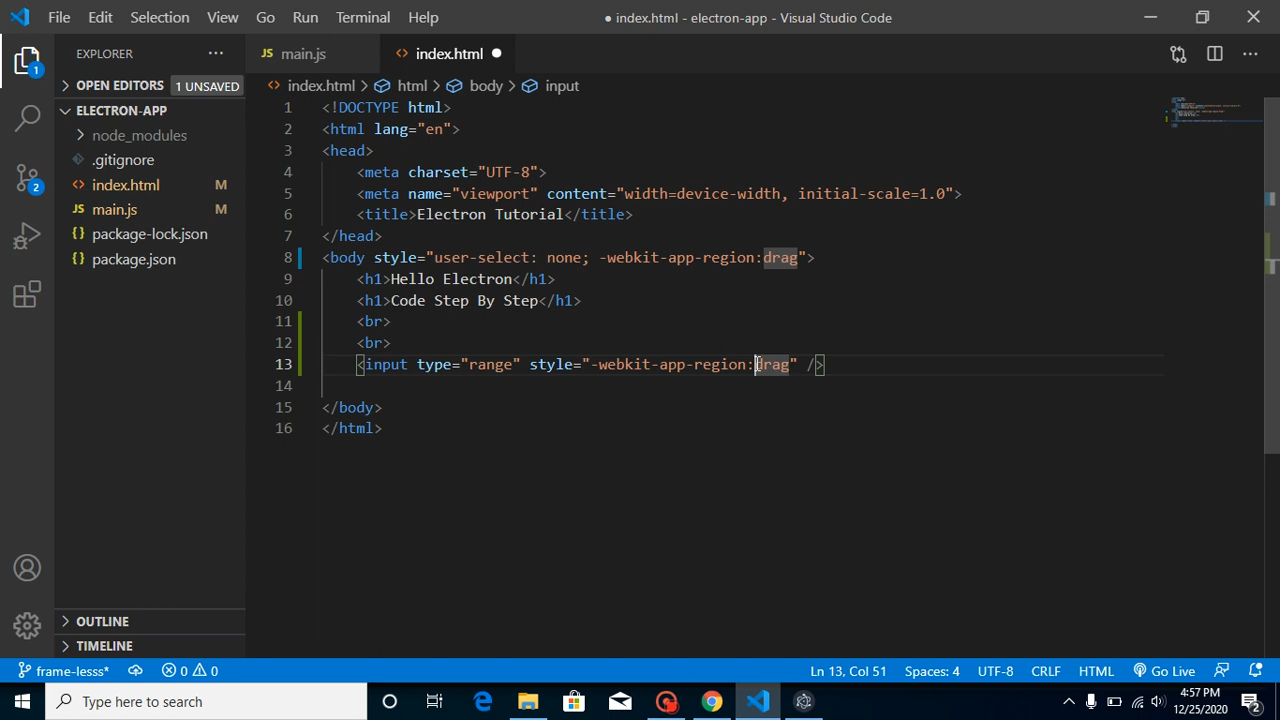 File Edit Selection View Go Run Terminal Help ● index.html - electron-app - Visual Studio Code
EXPLORER ···
JS main.js <> index.html ●
> OPEN EDITORS 1 UNSAVED
<> index.html > html > body > input
ELECTRON-APP
> node_modules
.gitignore
<> index.html M
JS main.js M
{} package-lock.json
{} package.json
1 <!DOCTYPE html>
2 <html lang="en">
3 <head>
4 <meta charset="UTF-8">
5 <meta name="viewport" content="width=device-width, initial-scale=1.0">
6 <title>Electron Tutorial</title>
7 </head>
8 <body style="user-select: none; -webkit-app-region:drag">
9 <h1>Hello Electron</h1>
10 <h1>Code Step By Step</h1>
11 <br>
12 <br>
13 <input type="range" style="-webkit-app-region:drag" />
14
15 </body>
16 </html>
1
2
> OUTLINE
> TIMELINE
frame-lesss* 0 0 Ln 13, Col 51 Spaces: 4 UTF-8 CRLF HTML Go Live
Type here to search
4:57 PM
12/25/2020
2